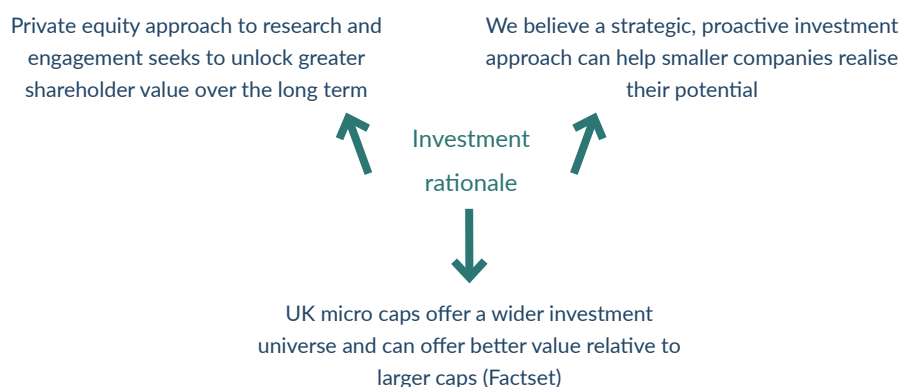 Private equity approach to research and
engagement seeks to unlock greater
shareholder value over the long term
We believe a strategic, proactive investment
approach can help smaller companies realise
their potential
Investment
rationale
UK micro caps offer a wider investment
universe and can offer better value relative to
larger caps (Factset)